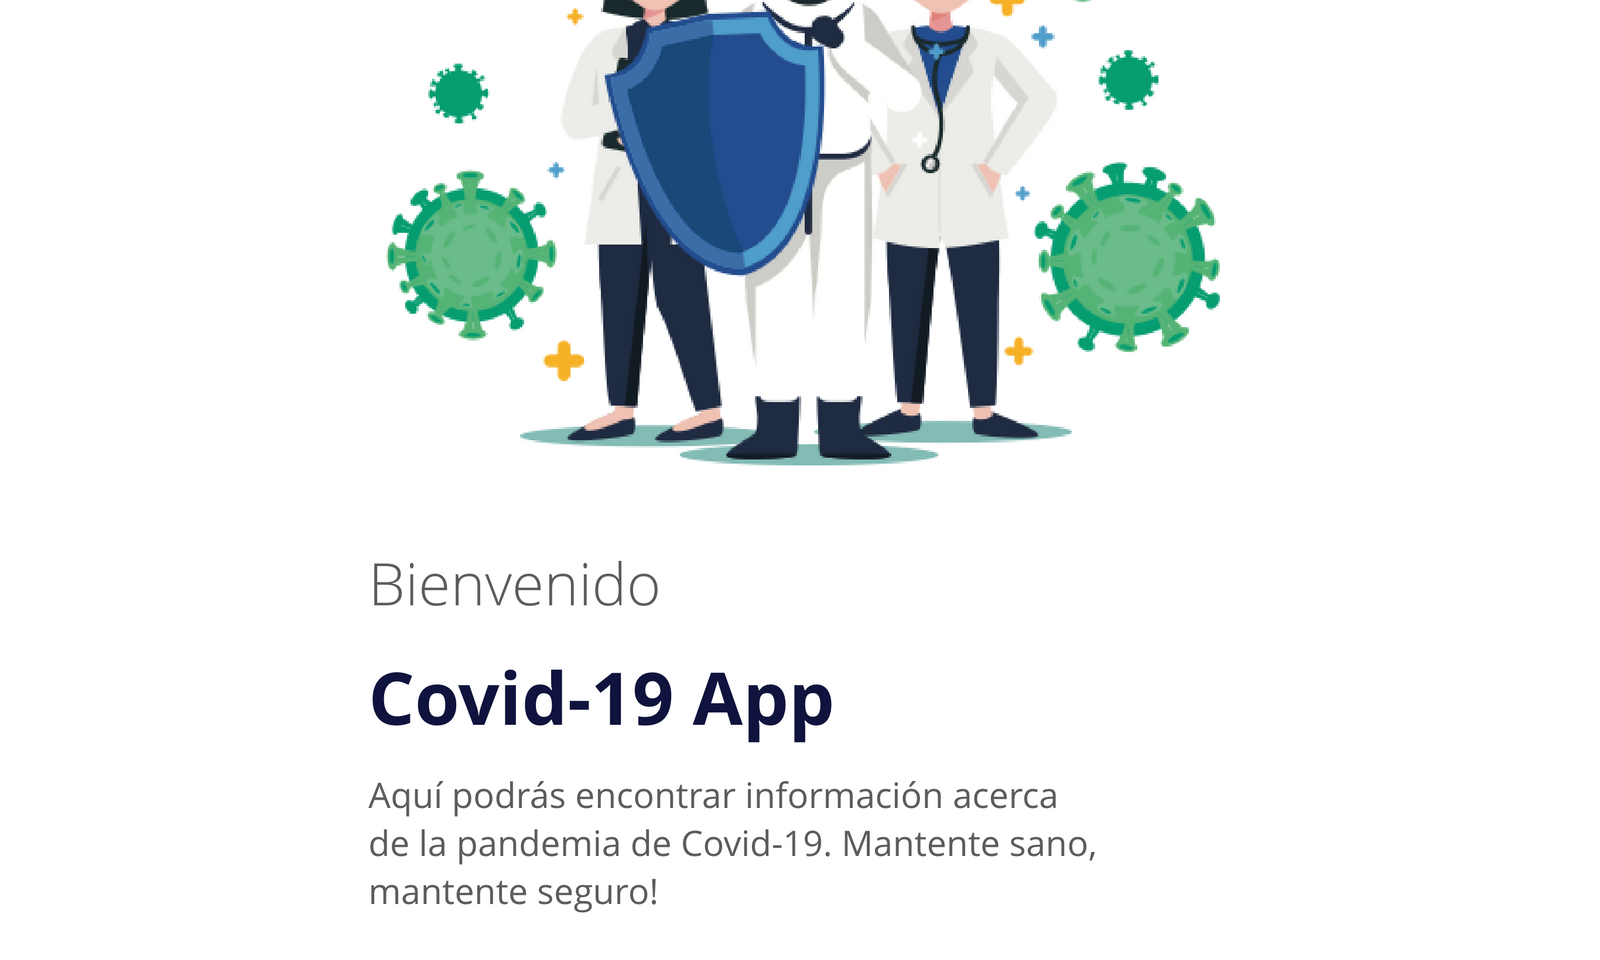 Bienvenido
Covid-19 App
Aquí podrás encontrar información acerca
de la pandemia de Covid-19. Mantente sano,
mantente seguro!